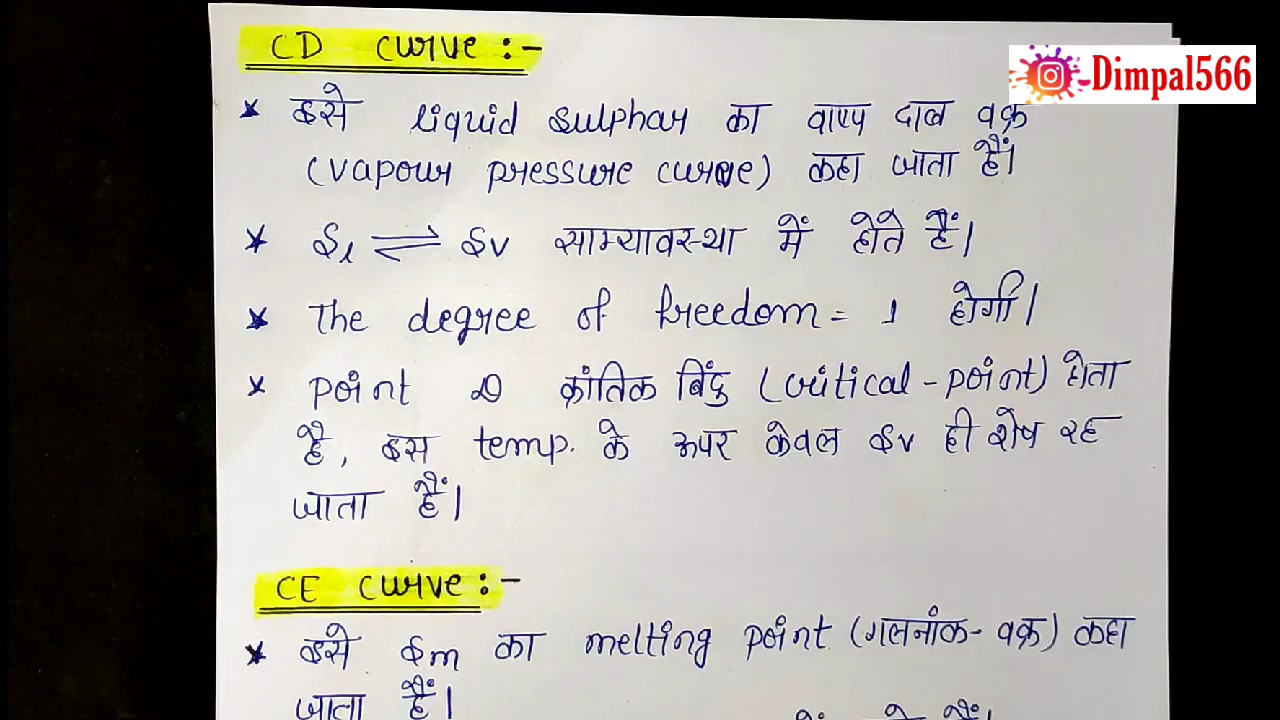 CD Curve :-
Dimpal566
* इसे liquid sulphar का वाष्प दाब वक्र
(vapour pressure curve) कहा जाता हैं।
* Sl ⇌ Sv साम्यावस्था में होते हैं।
* The degree of freedom = 1 होगी।
* point D क्रांतिक बिंदु (critical-point) होता
है, इस temp. के ऊपर केवल Sv ही शेष रह
जाता हैं।
CE Curve :-
* इसे Sm का melting point (गलनांक-वक्र) कहा
जाता हैं।